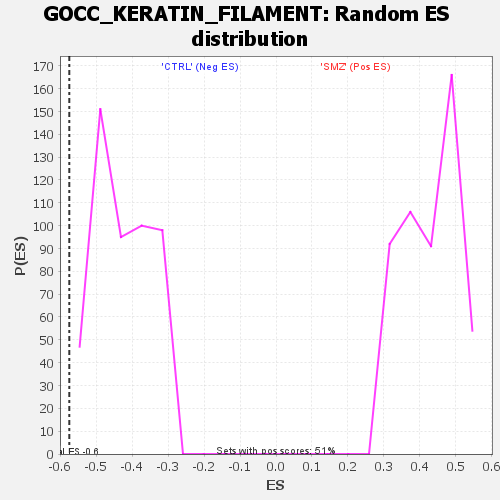 GOCC_KERATIN_FILAMENT: Random ES
distribution
'CTRL' (Neg ES) 'SMZ' (Pos ES)
170
160
150
140
130
120
110
100
90
80
70
60
50
40
30
20
10
0
P(ES)
ES -0.6
Sets with pos scores: 51%
-0.6 -0.5 -0.4 -0.3 -0.2 -0.1 0.0 0.1 0.2 0.3 0.4 0.5 0.6
ES